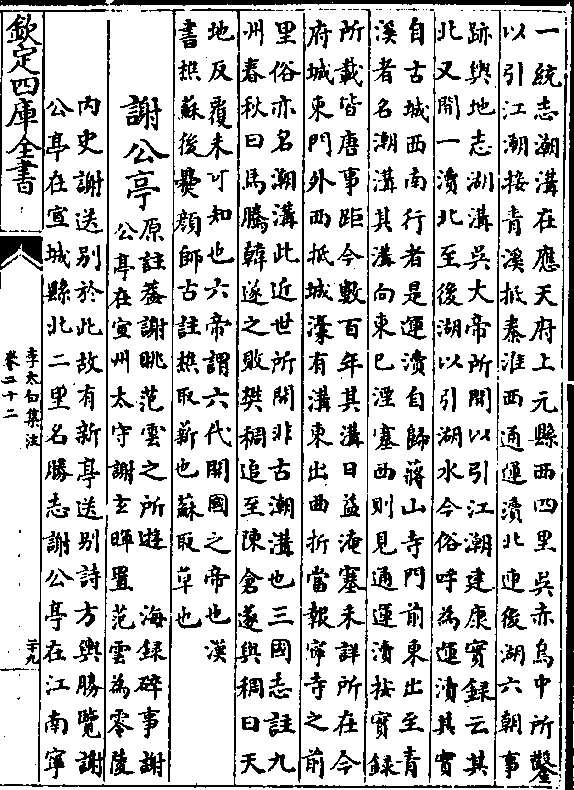 一統志潮溝在應天府上元縣西四里吳赤烏中所鑿
以引江潮接青溪抵秦淮西通運瀆北連後湖六朝事
跡輿地志潮溝吳大帝所開以引江潮建康實録云其
北又開一瀆北至後湖以引湖水今俗呼為運瀆其實
自古城西南行者是運瀆自歸蔣山寺門前東出至青
溪者名潮溝其溝向東已湮塞西則見通運瀆按實録
所載皆唐事距今數百年其溝日益淹塞未詳所在今
府城東門外西抵城濠有溝東出西折當報寧寺之前
里俗亦名潮溝此近世所開非古潮溝也三國志註九
州春秋曰馬騰韓遂之敗樊稠追至陳倉遂與稠曰天
地反覆未可知也六帝謂六代開國之帝也漢
書樵蘇後爨顔師古註樵取薪也蘇取草也
謝公亭
原註葢謝眺范雲之所遊 海録碎事謝
公亭在宣州太守謝玄暉置范雲為零陵
内史謝送别於此故有新亭送别詩方輿勝覽謝
公亭在宣城縣北二里名勝志謝公亭在江南寧
欽定四庫全書
李太白集注
卷二十二
二十九